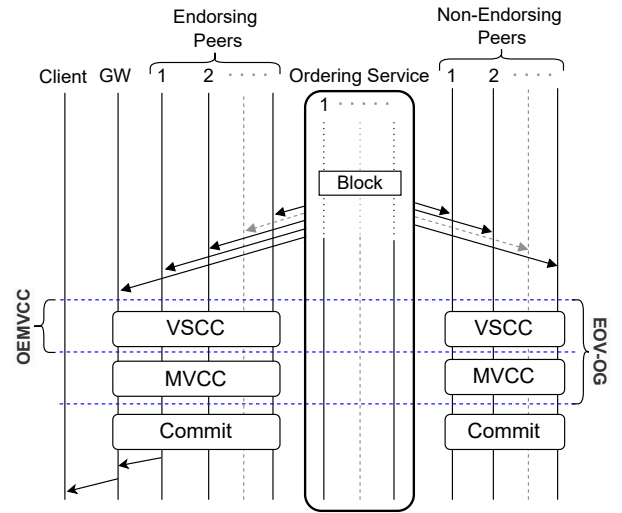 Endorsing
Peers
Non-Endorsing
Peers
Client GW 1 2 · · · · Ordering Service 1 2 · · · ·
1 · · · · ·
Block
OEMVCC
VSCC
VSCC
EOV-OG
MVCC
MVCC
Commit
Commit